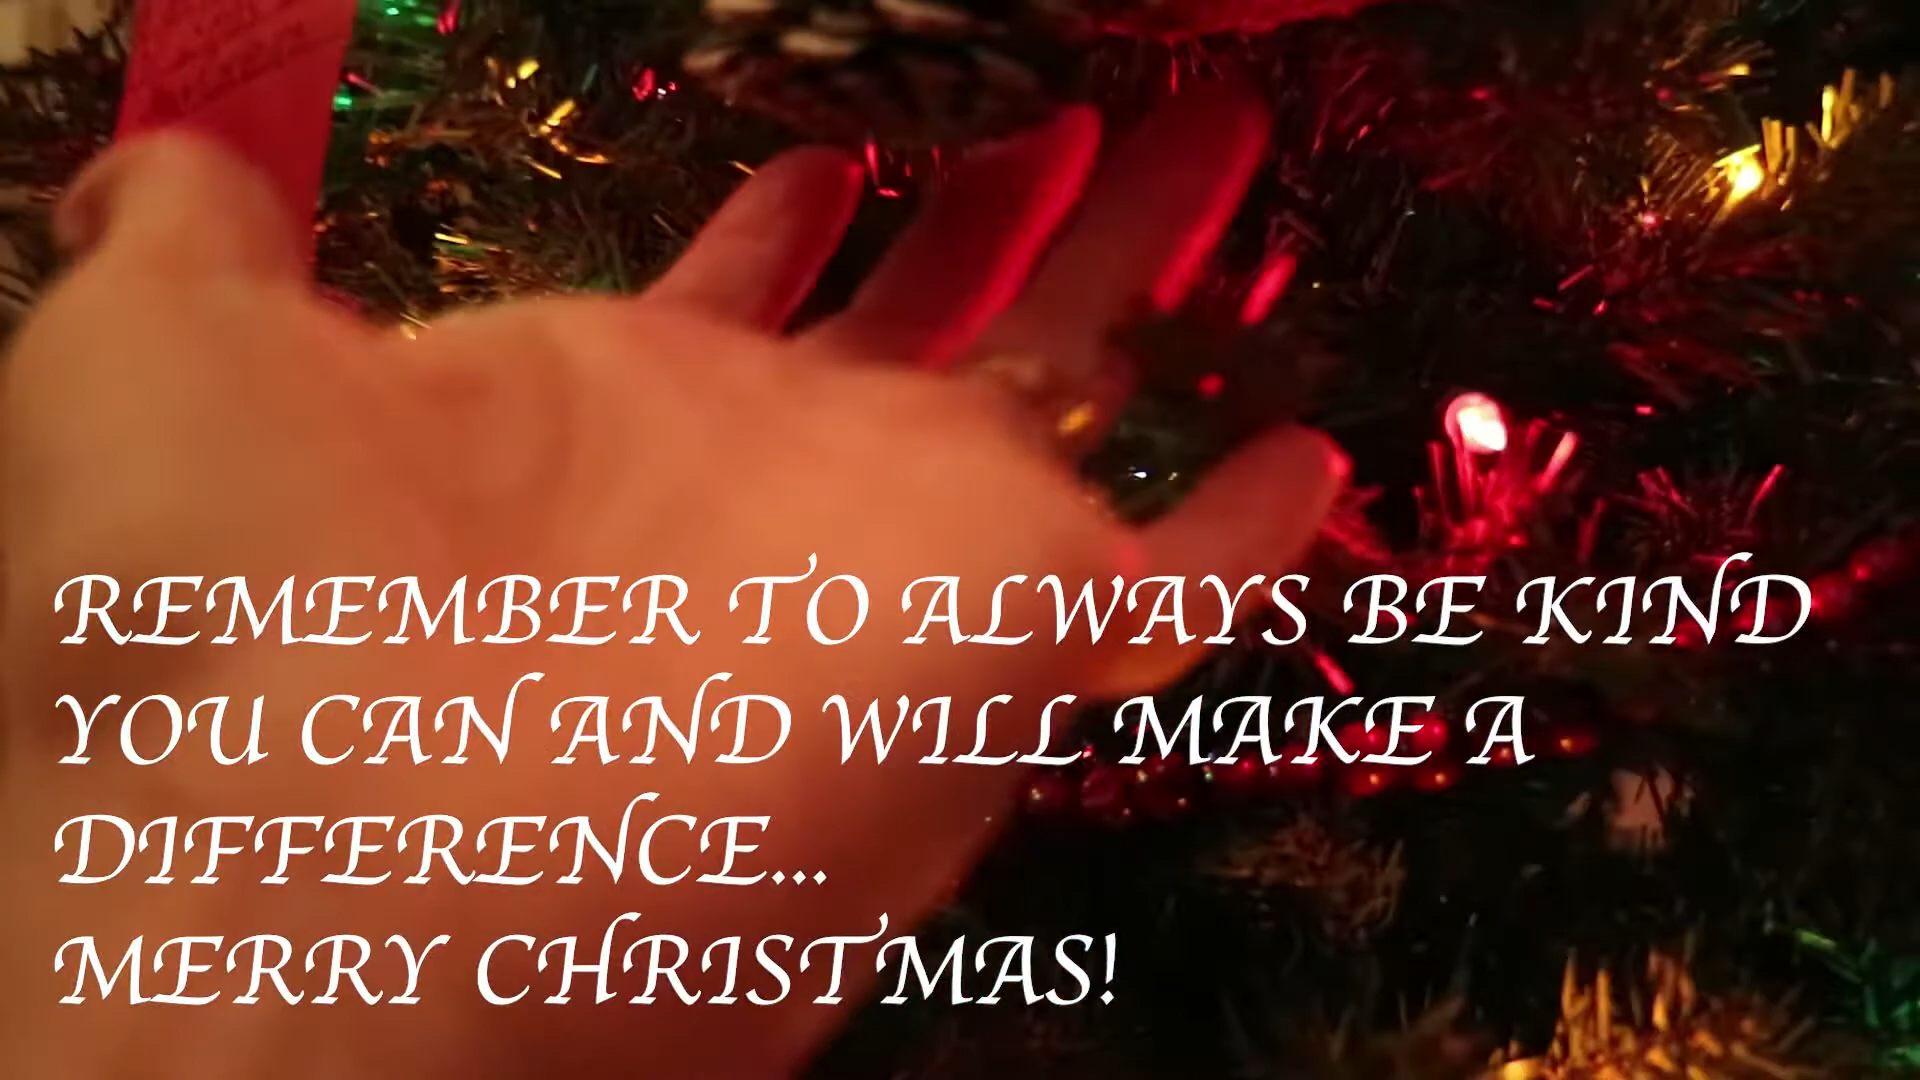 REMEMBER TO ALWAYS BE KIND
YOU CAN AND WILL MAKE A
DIFFERENCE...
MERRY CHRISTMAS!